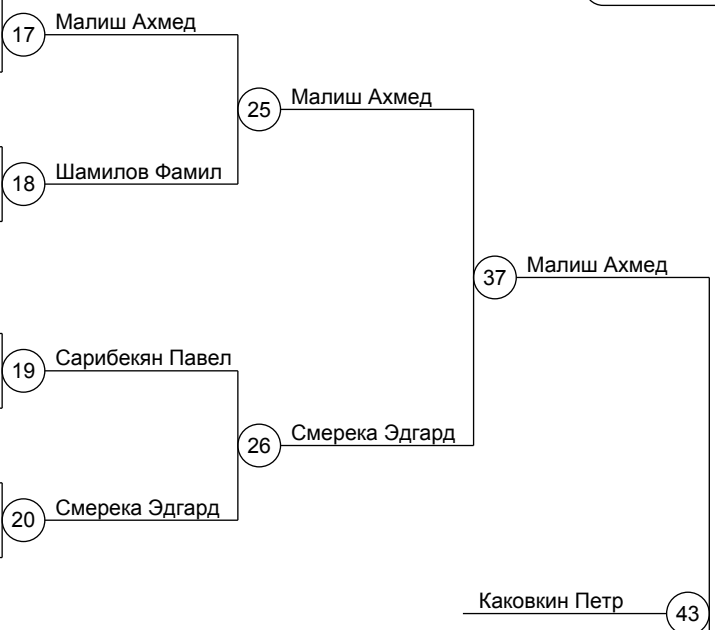 17 Малиш Ахмед
25 Малиш Ахмед
18 Шамилов Фамил
37 Малиш Ахмед
19 Сарибекян Павел
26 Смерека Эдгард
20 Смерека Эдгард
Каковкин Петр 43